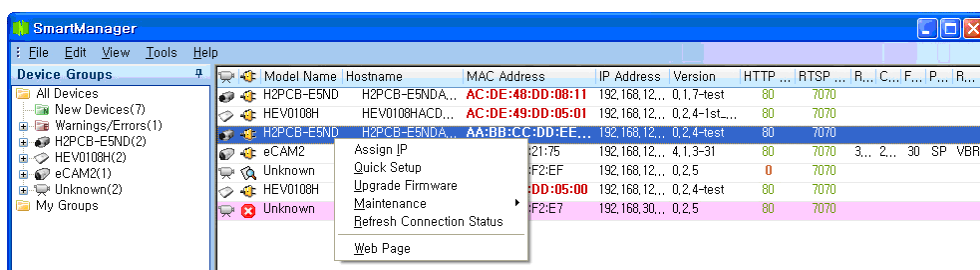 SmartManager
File Edit View Tools Help
Device Groups
All Devices
New Devices(7)
Warnings/Errors(1)
H2PCB-E5ND(2)
HEV0108H(2)
eCAM2(1)
Unknown(2)
My Groups
Model Name Hostname MAC Address IP Address Version HTTP ... RTSP ... R... C... F... P... R...
H2PCB-E5ND H2PCB-E5NDA... AC:DE:48:DD:08:11 192,168,12... 0,1,7-test 80 7070
HEV0108H HEV0108HACD... AC:DE:49:DD:05:01 192,168,12... 0,2,4-1st_... 80 7070
H2PCB-E5ND H2PCB-E5NDA... AA:BB:CC:DD:EE... 192,168,12... 0,2,4-test 80 7070
eCAM2 :21:75 192,168,12... 4,1,3-31 80 7070 3... 2... 30 SP VBR
Unknown :F2:EF 192,168,12... 0,2,5 0 7070
HEV0108H :DD:05:00 192,168,12... 0,2,4-test 80 7070
Unknown :F2:E7 192,168,30... 0,2,5 80 7070
Assign IP
Quick Setup
Upgrade Firmware
Maintenance
Refresh Connection Status
Web Page